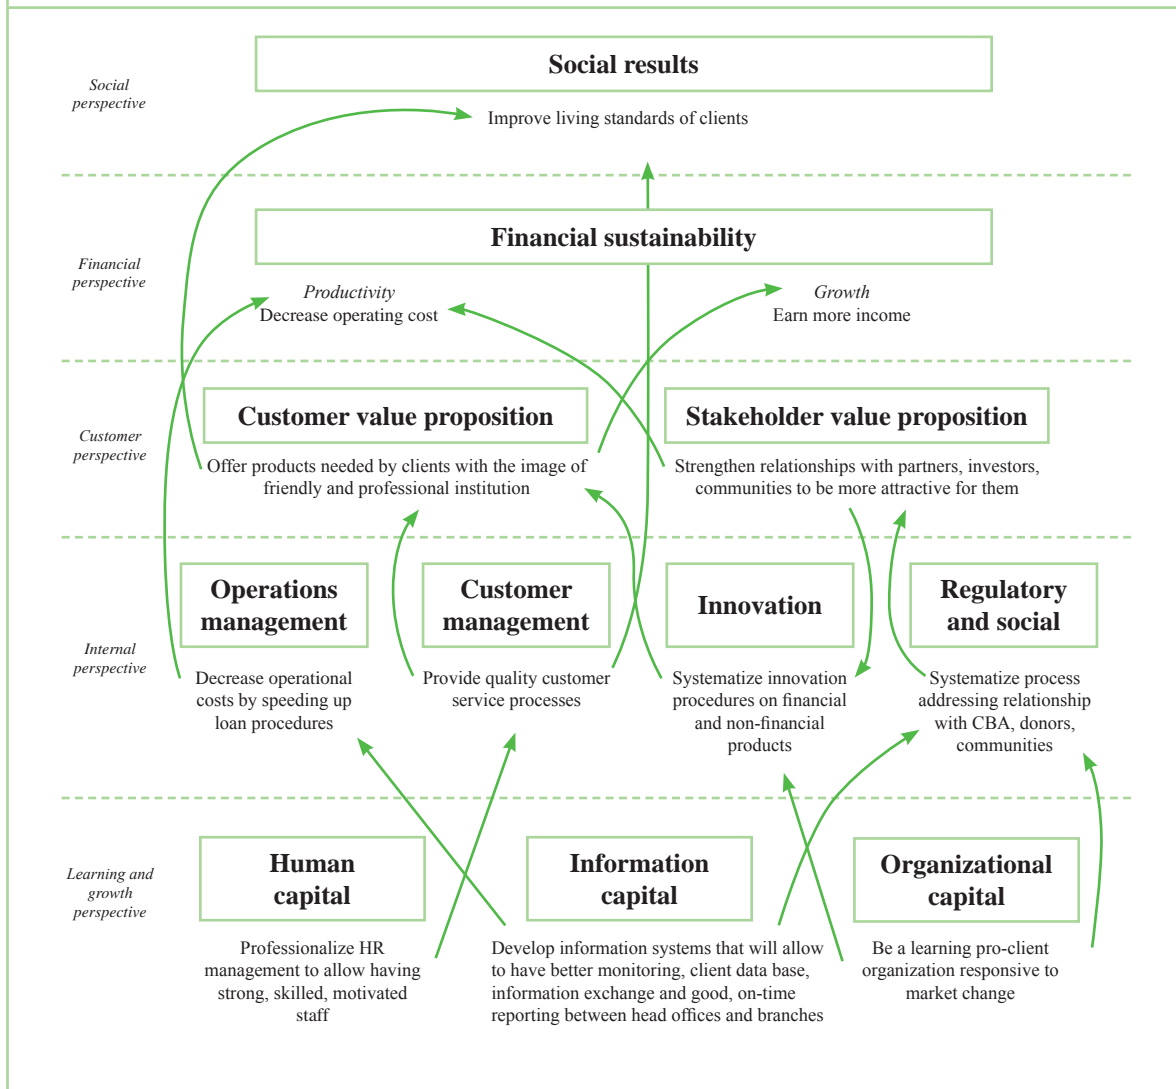 Social
perspective
Social results
Improve living standards of clients
Financial
perspective
Financial sustainability
Productivity
Decrease operating cost
Growth
Earn more income
Customer
perspective
Customer value proposition
Offer products needed by clients with the image of
friendly and professional institution
Stakeholder value proposition
Strengthen relationships with partners, investors,
communities to be more attractive for them
Internal
perspective
Operations
management
Decrease operational
costs by speeding up
loan procedures
Customer
management
Provide quality customer
service processes
Innovation
Systematize innovation
procedures on financial
and non-financial
products
Regulatory
and social
Systematize process
addressing relationship
with CBA, donors,
communities
Learning and
growth
perspective
Human
capital
Professionalize HR
management to allow having
strong, skilled, motivated
staff
Information
capital
Develop information systems that will allow
to have better monitoring, client data base,
information exchange and good, on-time
reporting between head offices and branches
Organizational
capital
Be a learning pro-client
organization responsive to
market change